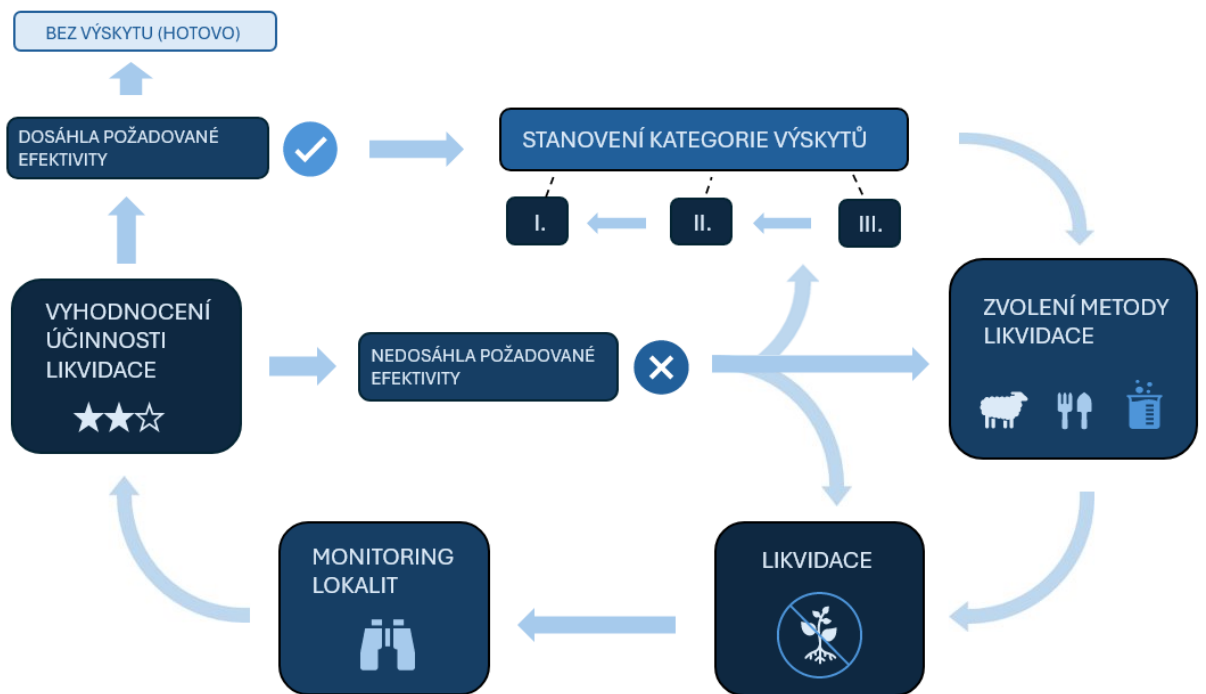 BEZ VÝSKYTU (HOTOVO)
DOSÁHLA POŽADOVANÉ
EFEKTIVITY
STANOVENÍ KATEGORIE VÝSKYTŮ
I.
II.
III.
VYHODNOCENÍ
ÚČINNOSTI
LIKVIDACE
NEDOSÁHLA POŽADOVANÉ
EFEKTIVITY
ZVOLENÍ METODY
LIKVIDACE
MONITORING
LOKALIT
LIKVIDACE